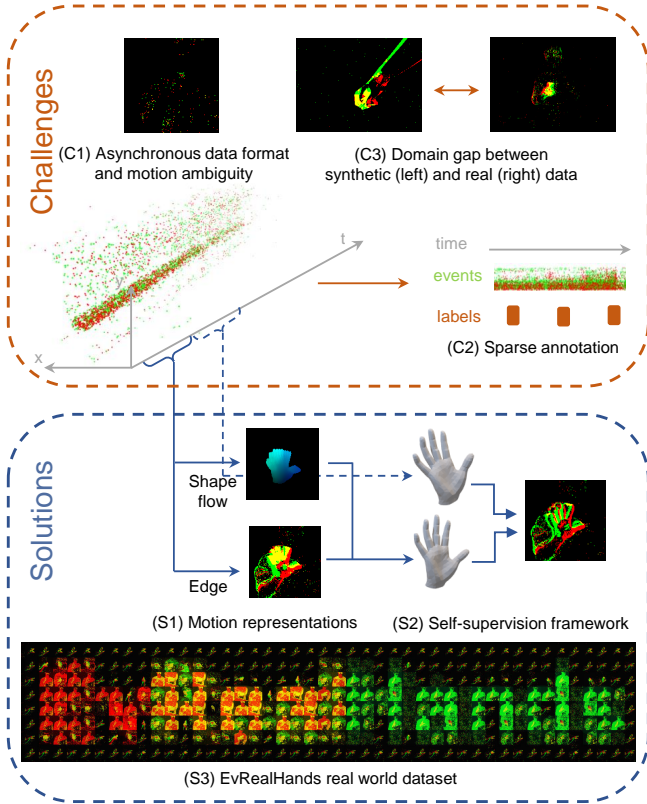 Challenges
(C1) Asynchronous data format
and motion ambiguity
(C3) Domain gap between
synthetic (left) and real (right) data
t
y
x
time
events
labels
(C2) Sparse annotation
Solutions
Shape
flow
Edge
(S1) Motion representations
(S2) Self-supervision framework
EvRealHands
(S3) EvRealHands real world dataset